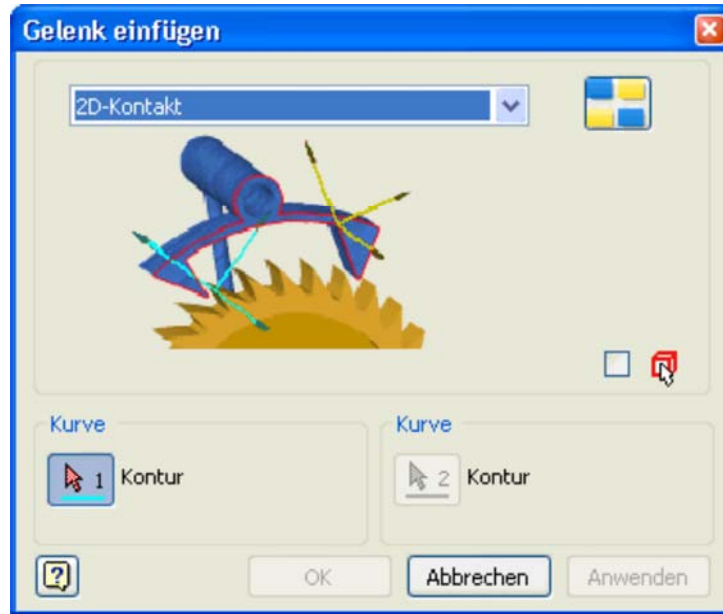 Gelenk einfügen
2D-Kontakt
Kurve
Kurve
1 Kontur
2 Kontur
?
OK
Abbrechen
Anwenden